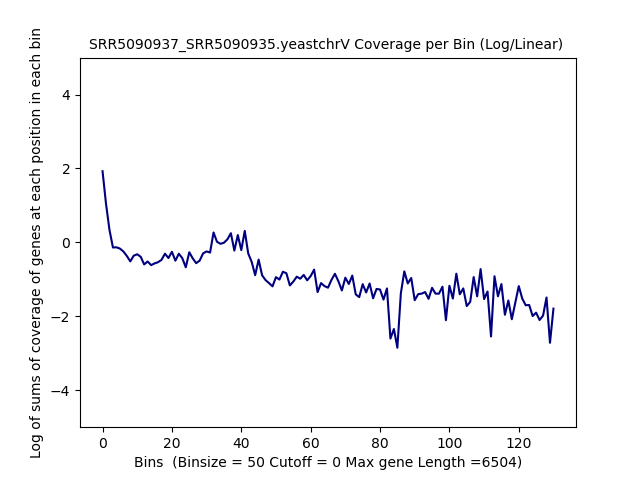 SRR5090937_SRR5090935.yeastchrV Coverage per Bin (Log/Linear)
Log of sums of coverage of genes at each position in each bin
4
2
0
−2
−4
0 20 40 60 80 100 120
Bins  (Binsize = 50 Cutoff = 0 Max gene Length =6504)